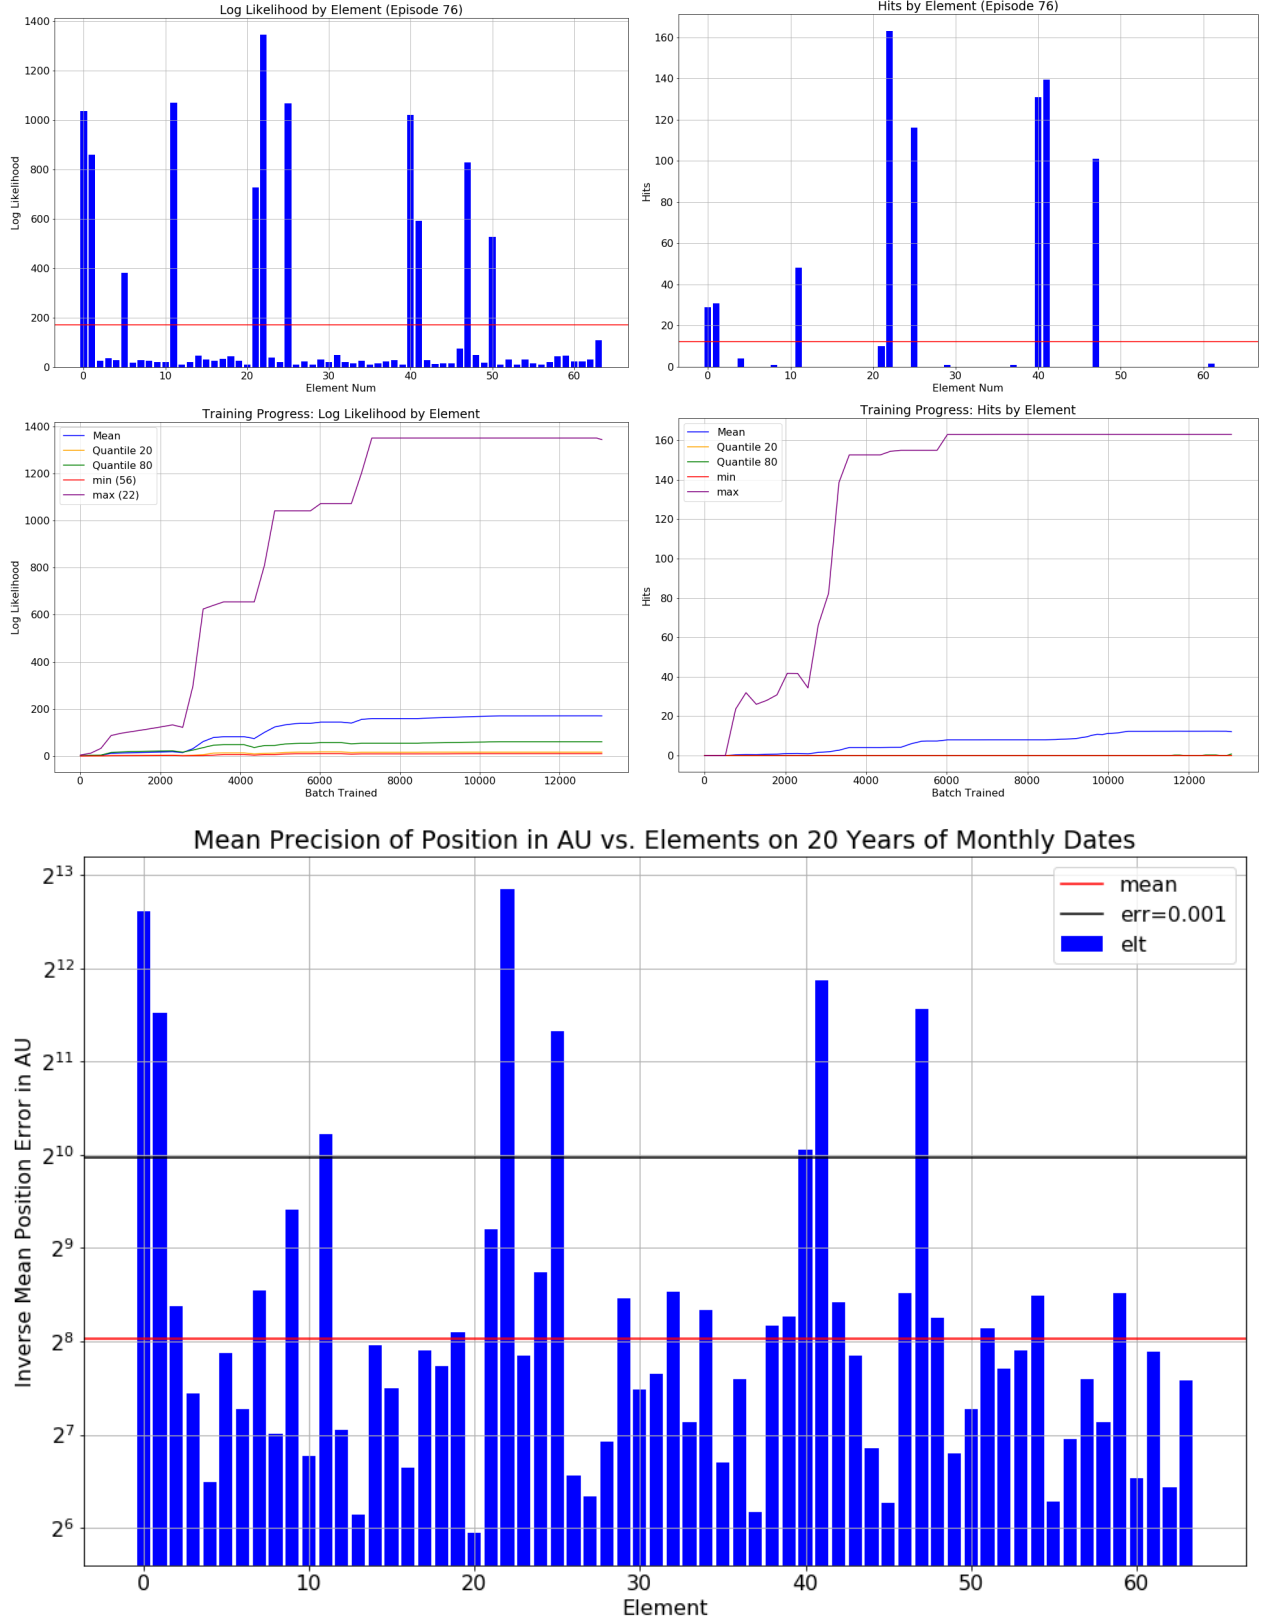 Log Likelihood by Element (Episode 76)
1400
1200
1000
800
600
400
200
0
Log Likelihood
0 10 20 30 40 50 60
Element Num
Hits by Element (Episode 76)
160
140
120
100
80
60
40
20
0
Hits
0 10 20 30 40 50 60
Element Num
Training Progress: Log Likelihood by Element
1400
1200
1000
800
600
400
200
0
Log Likelihood
Mean
Quantile 20
Quantile 80
min (56)
max (22)
0 2000 4000 6000 8000 10000 12000
Batch Trained
Training Progress: Hits by Element
160
140
120
100
80
60
40
20
0
Hits
Mean
Quantile 20
Quantile 80
min
max
0 2000 4000 6000 8000 10000 12000
Batch Trained
Mean Precision of Position in AU vs. Elements on 20 Years of Monthly Dates
2^13
2^12
2^11
2^10
2^9
2^8
2^7
2^6
Inverse Mean Position Error in AU
mean
err=0.001
elt
0 10 20 30 40 50 60
Element